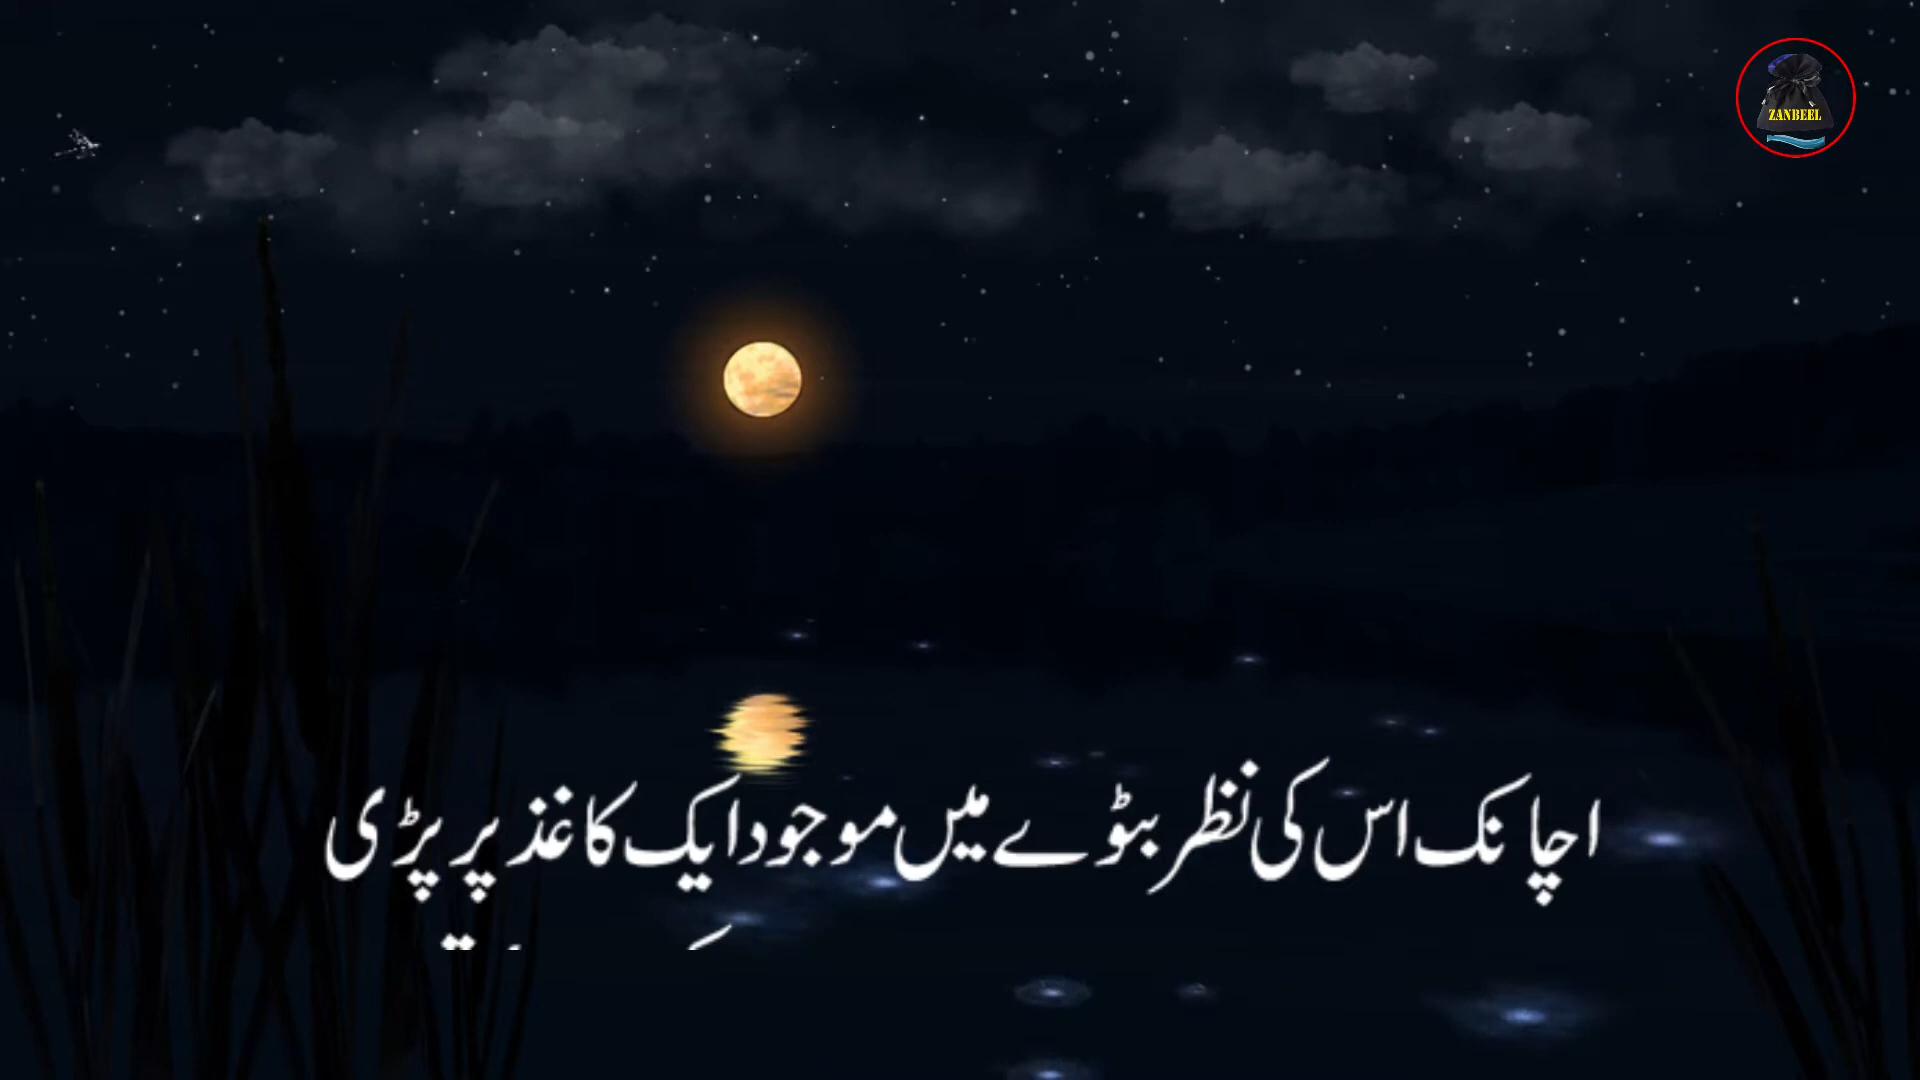 ZANBEEL
اچانک اس کی نظر بٹوے میں موجود ایک کاغذ پر پڑی